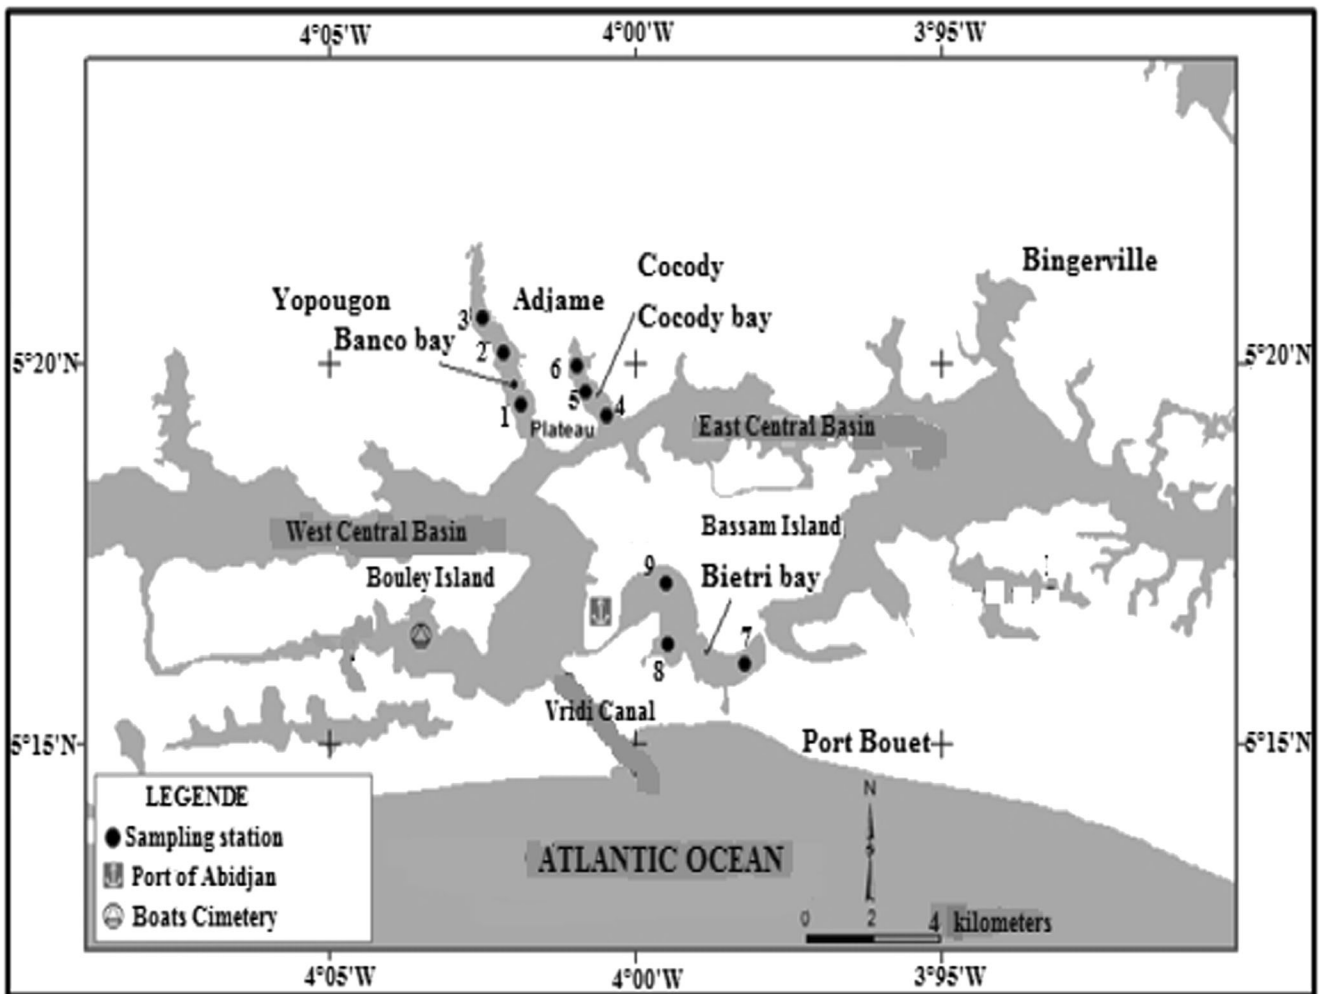 4°05'W 4°00'W 3°95'W
Cocody
Bingerville
Yopougon
Adjame
3
Cocody bay
Banco bay
2
5°20'N
5°20'N
6
5
4
1
Plateau
East Central Basin
West Central Basin
Bassam Island
Bouley Island
9
Bietri bay
7
8
Vridi Canal
5°15'N
Port Bouet
5°15'N
N
LEGENDE
Sampling station
Port of Abidjan
Boats Cimetery
ATLANTIC OCEAN
0 2 4 kilometers
4°05'W 4°00'W 3°95'W